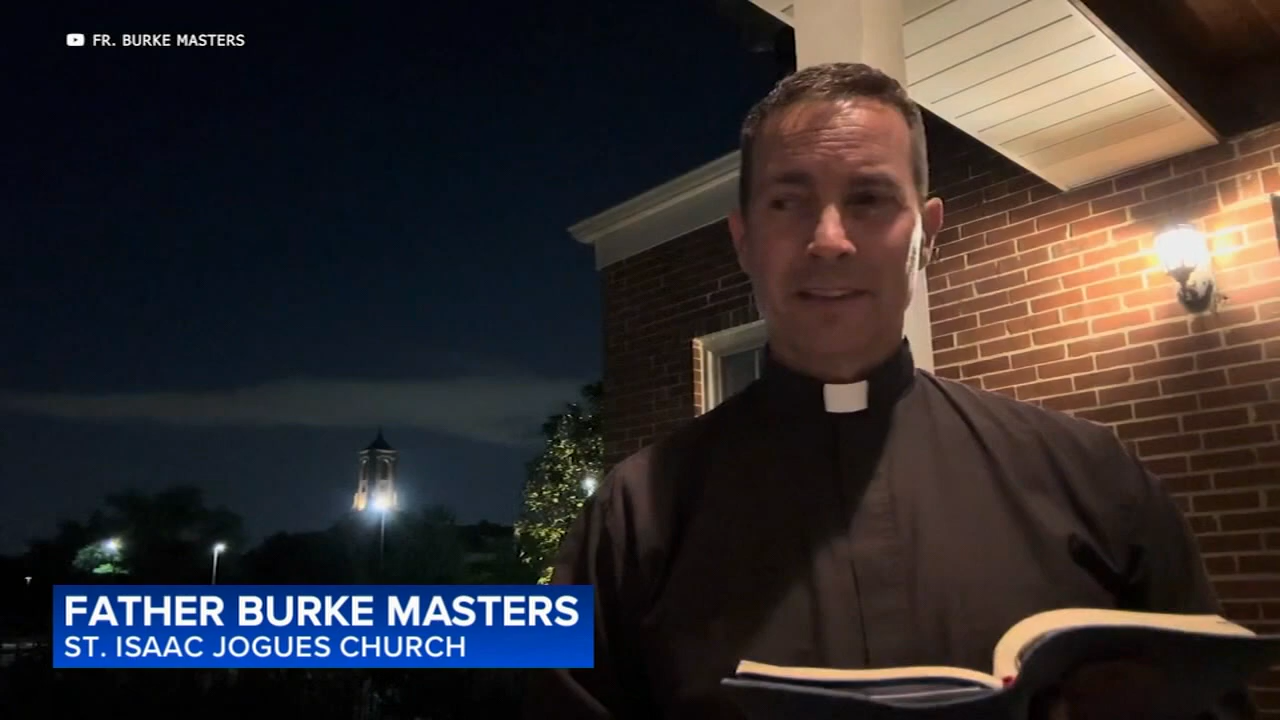 FR. BURKE MASTERS
FATHER BURKE MASTERS
ST. ISAAC JOGUES CHURCH